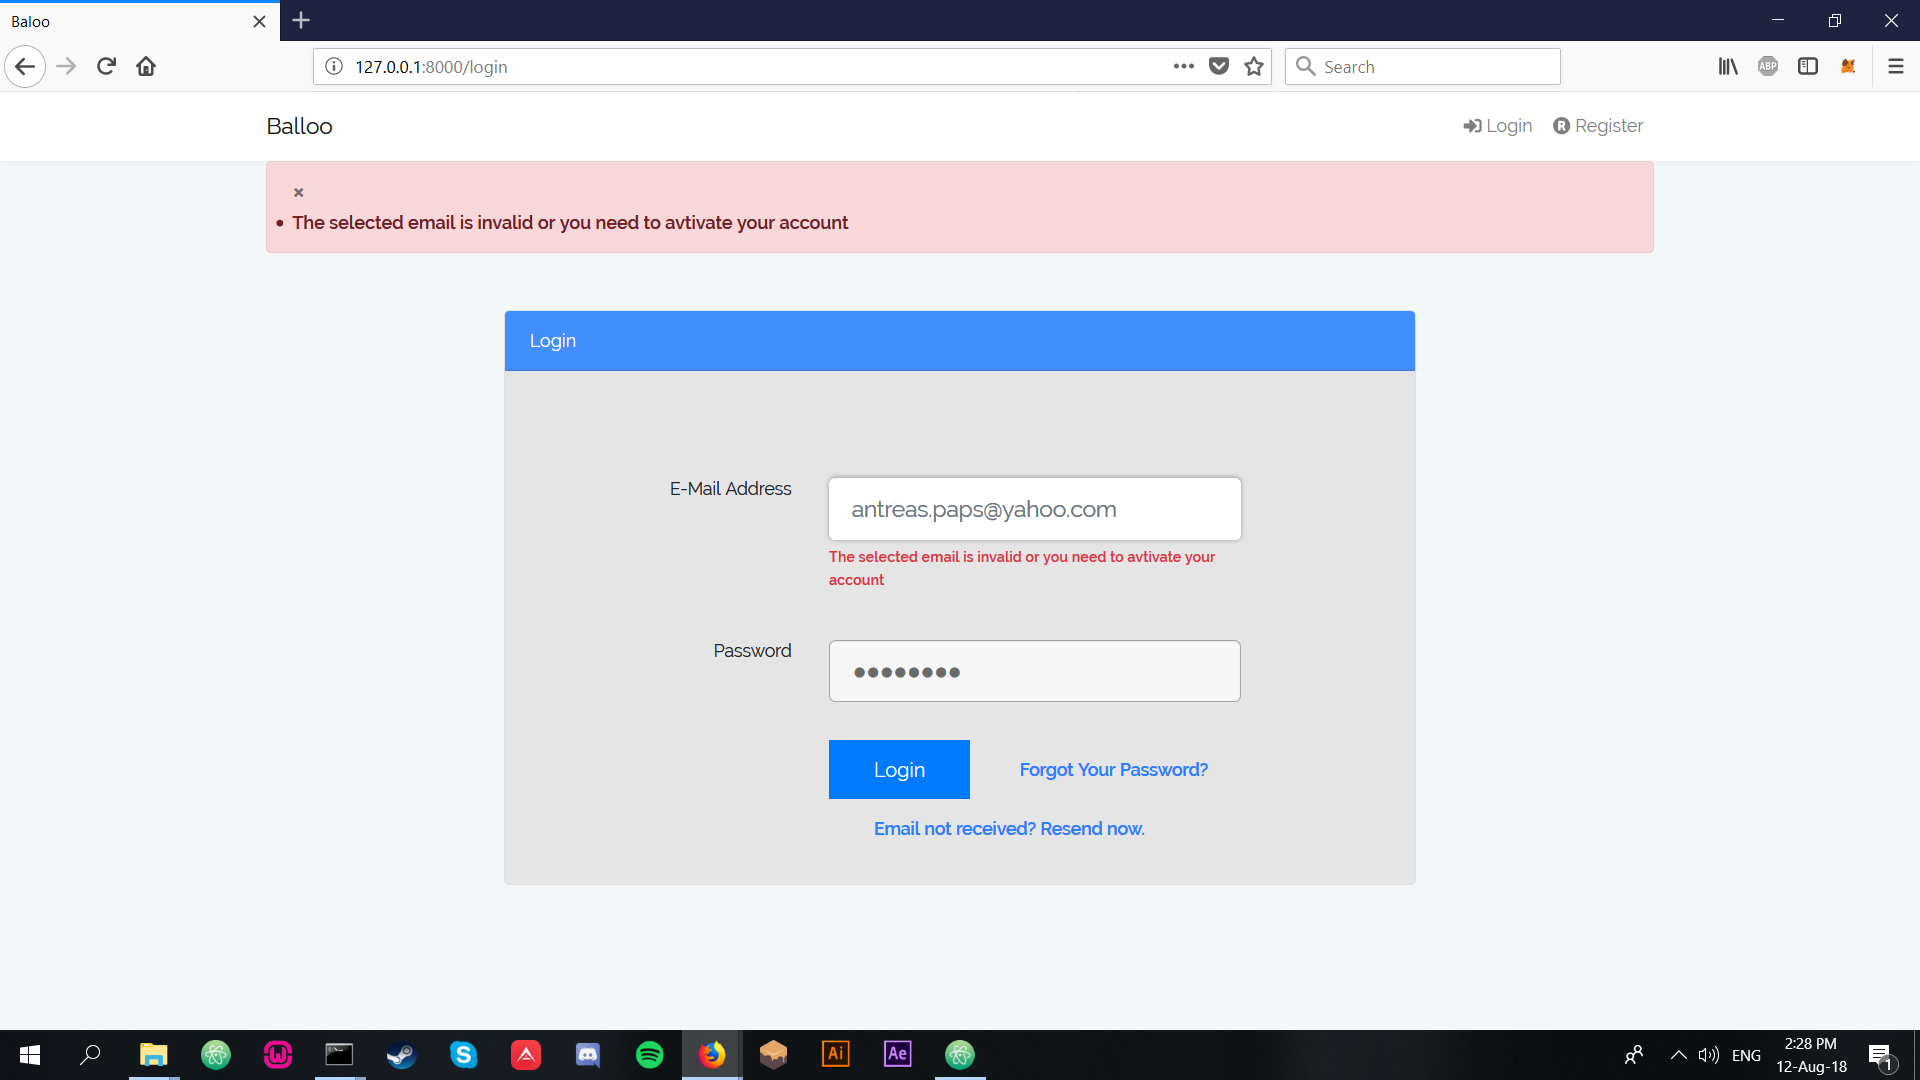 Baloo
127.0.0.1:8000/login
Search
ABP
Balloo
Login
Register
×
• The selected email is invalid or you need to avtivate your account
Login
E-Mail Address
antreas.paps@yahoo.com
The selected email is invalid or you need to avtivate your
account
Password
●●●●●●●●
Login
Forgot Your Password?
Email not received? Resend now.
Ai
Ae
ENG
2:28 PM
12-Aug-18
1